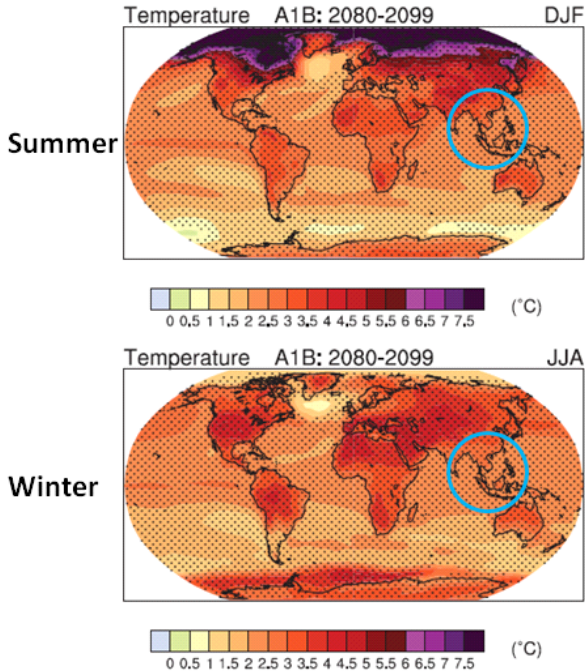 Temperature A1B: 2080-2099 DJF
Summer
0 0.5 1 1.5 2 2.5 3 3.5 4 4.5 5 5.5 6 6.5 7 7.5 (°C)
Temperature A1B: 2080-2099 JJA
Winter
0 0.5 1 1.5 2 2.5 3 3.5 4 4.5 5 5.5 6 6.5 7 7.5 (°C)